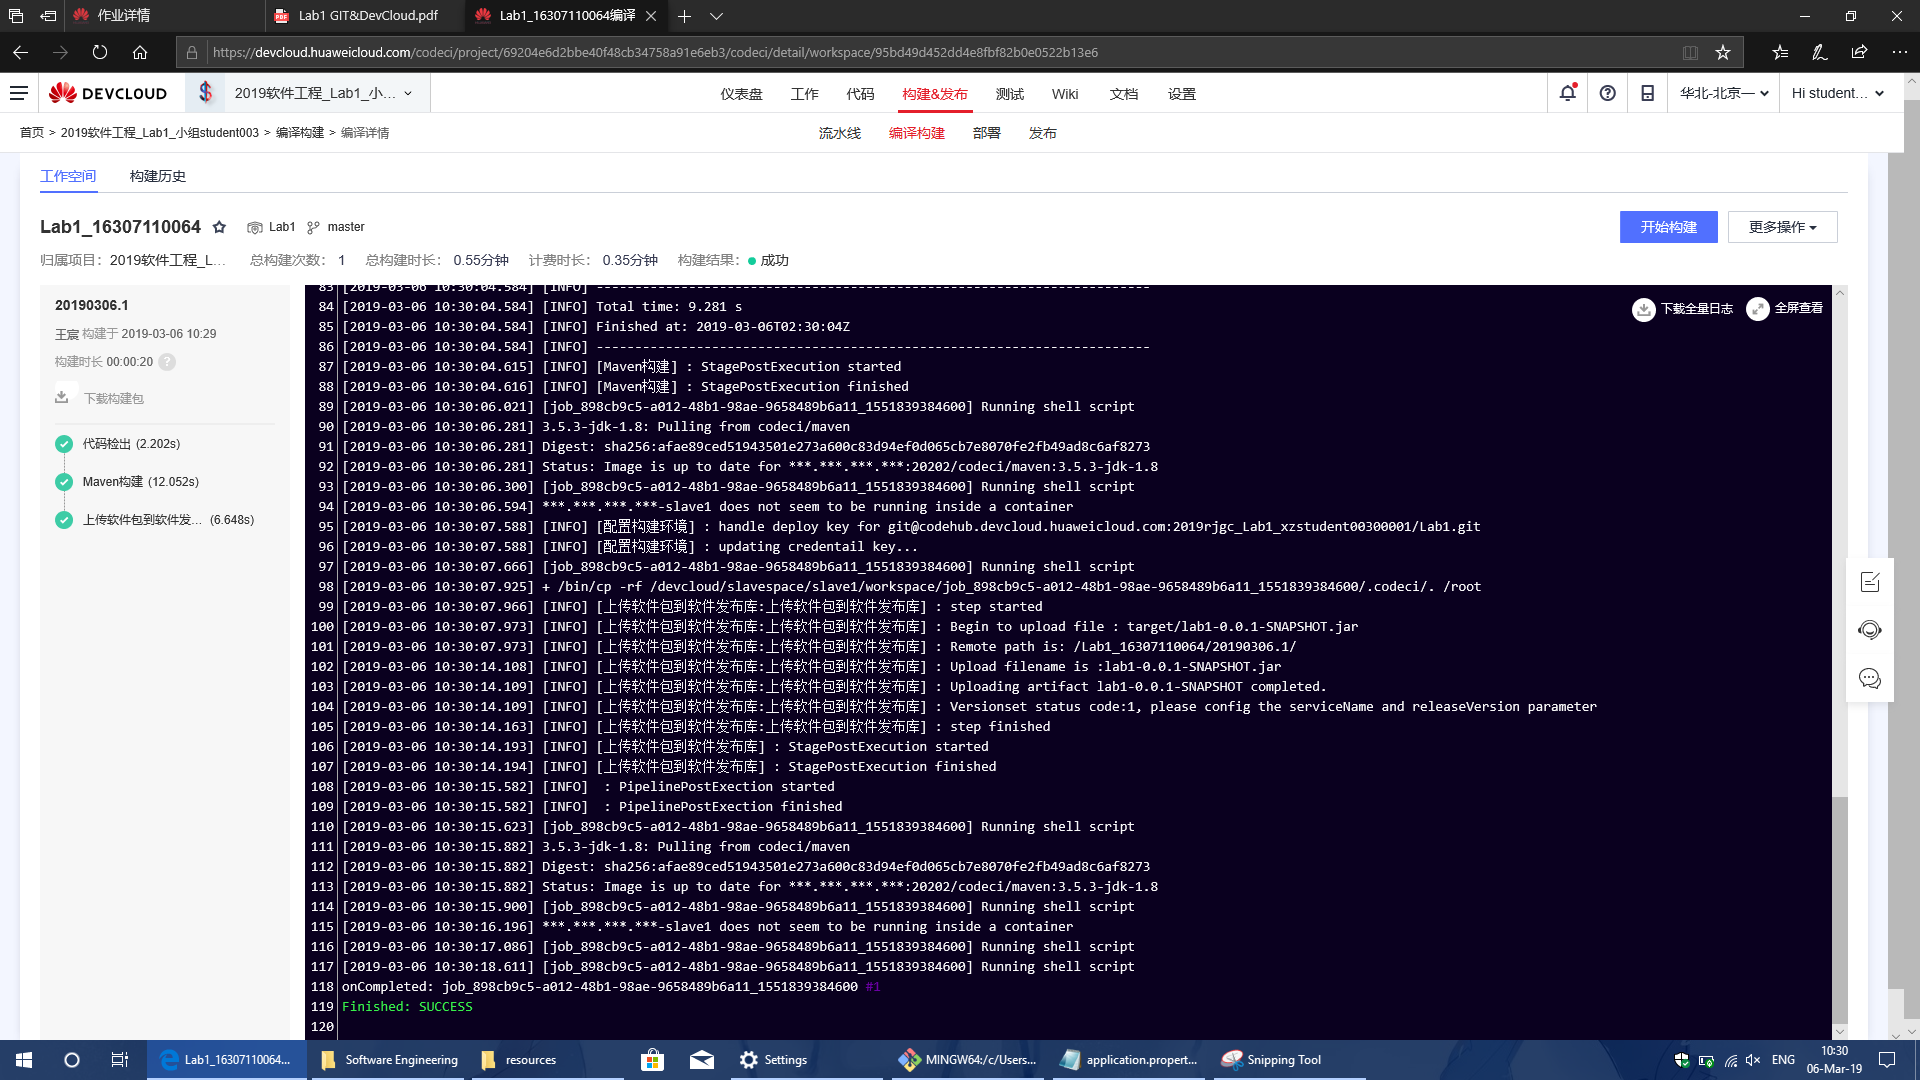 作业详情
Lab1 GIT&DevCloud.pdf
Lab1_16307110064编译
https://devcloud.huaweicloud.com/codeci/project/69204e6d2bbe40f48cb34758a91e6eb3/codeci/detail/workspace/95bd49d452dd4e8fbf82b0e0522b13e6
DEVCLOUD
2019软件工程_Lab1_小...
仪表盘 工作 代码 构建&发布 测试 Wiki 文档 设置
华北-北京一
Hi student...
首页 > 2019软件工程_Lab1_小组student003 > 编译构建 > 编译详情
流水线 编译构建 部署 发布
工作空间 构建历史
Lab1_16307110064 Lab1 master
开始构建 更多操作
归属项目： 2019软件工程_L... 总构建次数： 1 总构建时长： 0.55分钟 计费时长： 0.35分钟 构建结果： 成功
20190306.1
王宸 构建于 2019-03-06 10:29
构建时长 00:00:20 ?
下载构建包
代码检出 (2.202s)
Maven构建 (12.052s)
上传软件包到软件发... (6.648s)
下载全量日志 全屏查看
83 [2019-03-06 10:30:04.584] [INFO] ------------------------------------------------------------------------
84 [2019-03-06 10:30:04.584] [INFO] Total time: 9.281 s
85 [2019-03-06 10:30:04.584] [INFO] Finished at: 2019-03-06T02:30:04Z
86 [2019-03-06 10:30:04.584] [INFO] ------------------------------------------------------------------------
87 [2019-03-06 10:30:04.615] [INFO] [Maven构建] : StagePostExecution started
88 [2019-03-06 10:30:04.616] [INFO] [Maven构建] : StagePostExecution finished
89 [2019-03-06 10:30:06.021] [job_898cb9c5-a012-48b1-98ae-9658489b6a11_1551839384600] Running shell script
90 [2019-03-06 10:30:06.281] 3.5.3-jdk-1.8: Pulling from codeci/maven
91 [2019-03-06 10:30:06.281] Digest: sha256:afae89ced51943501e273a600c83d94ef0d065cb7e8070fe2fb49ad8c6af8273
92 [2019-03-06 10:30:06.281] Status: Image is up to date for ***.***.***.***:20202/codeci/maven:3.5.3-jdk-1.8
93 [2019-03-06 10:30:06.300] [job_898cb9c5-a012-48b1-98ae-9658489b6a11_1551839384600] Running shell script
94 [2019-03-06 10:30:06.594] ***.***.***.***-slave1 does not seem to be running inside a container
95 [2019-03-06 10:30:07.588] [INFO] [配置构建环境] : handle deploy key for git@codehub.devcloud.huaweicloud.com:2019rjgc_Lab1_xzstudent00300001/Lab1.git
96 [2019-03-06 10:30:07.588] [INFO] [配置构建环境] : updating credentail key...
97 [2019-03-06 10:30:07.666] [job_898cb9c5-a012-48b1-98ae-9658489b6a11_1551839384600] Running shell script
98 [2019-03-06 10:30:07.925] + /bin/cp -rf /devcloud/slavespace/slave1/workspace/job_898cb9c5-a012-48b1-98ae-9658489b6a11_1551839384600/.codeci/. /root
99 [2019-03-06 10:30:07.966] [INFO] [上传软件包到软件发布库:上传软件包到软件发布库] : step started
100 [2019-03-06 10:30:07.973] [INFO] [上传软件包到软件发布库:上传软件包到软件发布库] : Begin to upload file : target/lab1-0.0.1-SNAPSHOT.jar
101 [2019-03-06 10:30:07.973] [INFO] [上传软件包到软件发布库:上传软件包到软件发布库] : Remote path is: /Lab1_16307110064/20190306.1/
102 [2019-03-06 10:30:14.108] [INFO] [上传软件包到软件发布库:上传软件包到软件发布库] : Upload filename is :lab1-0.0.1-SNAPSHOT.jar
103 [2019-03-06 10:30:14.109] [INFO] [上传软件包到软件发布库:上传软件包到软件发布库] : Uploading artifact lab1-0.0.1-SNAPSHOT completed.
104 [2019-03-06 10:30:14.109] [INFO] [上传软件包到软件发布库:上传软件包到软件发布库] : Versionset status code:1, please config the serviceName and releaseVersion parameter
105 [2019-03-06 10:30:14.163] [INFO] [上传软件包到软件发布库:上传软件包到软件发布库] : step finished
106 [2019-03-06 10:30:14.193] [INFO] [上传软件包到软件发布库] : StagePostExecution started
107 [2019-03-06 10:30:14.194] [INFO] [上传软件包到软件发布库] : StagePostExecution finished
108 [2019-03-06 10:30:15.582] [INFO] : PipelinePostExection started
109 [2019-03-06 10:30:15.582] [INFO] : PipelinePostExection finished
110 [2019-03-06 10:30:15.623] [job_898cb9c5-a012-48b1-98ae-9658489b6a11_1551839384600] Running shell script
111 [2019-03-06 10:30:15.882] 3.5.3-jdk-1.8: Pulling from codeci/maven
112 [2019-03-06 10:30:15.882] Digest: sha256:afae89ced51943501e273a600c83d94ef0d065cb7e8070fe2fb49ad8c6af8273
113 [2019-03-06 10:30:15.882] Status: Image is up to date for ***.***.***.***:20202/codeci/maven:3.5.3-jdk-1.8
114 [2019-03-06 10:30:15.900] [job_898cb9c5-a012-48b1-98ae-9658489b6a11_1551839384600] Running shell script
115 [2019-03-06 10:30:16.196] ***.***.***.***-slave1 does not seem to be running inside a container
116 [2019-03-06 10:30:17.086] [job_898cb9c5-a012-48b1-98ae-9658489b6a11_1551839384600] Running shell script
117 [2019-03-06 10:30:18.611] [job_898cb9c5-a012-48b1-98ae-9658489b6a11_1551839384600] Running shell script
118 onCompleted: job_898cb9c5-a012-48b1-98ae-9658489b6a11_1551839384600 #1
119 Finished: SUCCESS
120
Lab1_16307110064...
Software Engineering
resources
Settings
MINGW64:/c/Users...
application.propert...
Snipping Tool
ENG
10:30
06-Mar-19